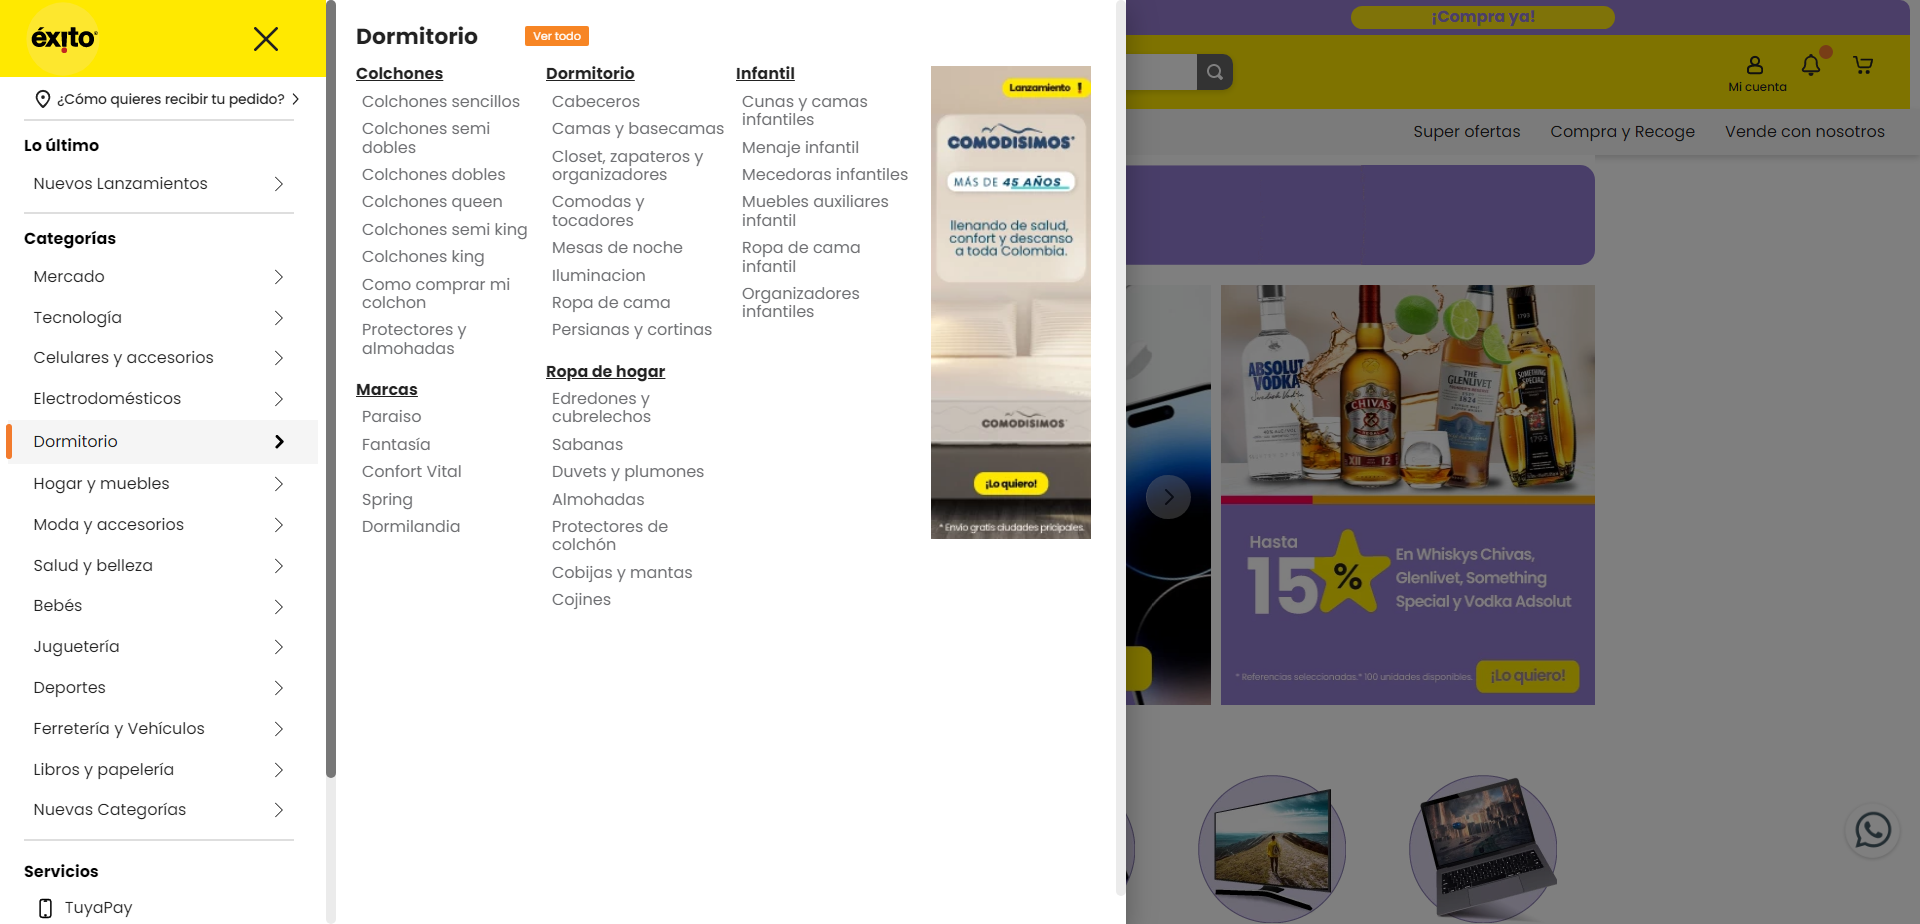 éxito
¿Cómo quieres recibir tu pedido?
Lo último
Nuevos Lanzamientos
Categorías
Mercado
Tecnología
Celulares y accesorios
Electrodomésticos
Dormitorio
Hogar y muebles
Moda y accesorios
Salud y belleza
Bebés
Juguetería
Deportes
Ferretería y Vehículos
Libros y papelería
Nuevas Categorías
Servicios
TuyaPay
Dormitorio
Ver todo
Colchones
Colchones sencillos
Colchones semi
dobles
Colchones dobles
Colchones queen
Colchones semi king
Colchones king
Como comprar mi
colchon
Protectores y
almohadas
Marcas
Paraiso
Fantasía
Confort Vital
Spring
Dormilandia
Dormitorio
Cabeceros
Camas y basecamas
Closet, zapateros y
organizadores
Comodas y
tocadores
Mesas de noche
Iluminacion
Ropa de cama
Persianas y cortinas
Ropa de hogar
Edredones y
cubrelechos
Sabanas
Duvets y plumones
Almohadas
Protectores de
colchón
Cobijas y mantas
Cojines
Infantil
Cunas y camas
infantiles
Menaje infantil
Mecedoras infantiles
Muebles auxiliares
infantil
Ropa de cama
infantil
Organizadores
infantiles
Lanzamiento !
COMODISIMOS
MÁS DE 45 AÑOS
llenando de salud,
confort y descanso
a toda Colombia.
COMODISIMOS
¡Lo quiero!
* Envio gratis ciudades pricipales.
¡Compra ya!
Mi cuenta
Super ofertas
Compra y Recoge
Vende con nosotros
ABSOLUT
VODKA
CHIVAS
XII 12
THE
GLENLIVET
1824
1793
SOMETHING
SPECIAL
1793
Hasta
15%
En Whiskys Chivas,
Glenlivet, Something
Special y Vodka Adsolut
* Referencias seleccionadas.* 100 unidades disponibles.
¡Lo quiero!